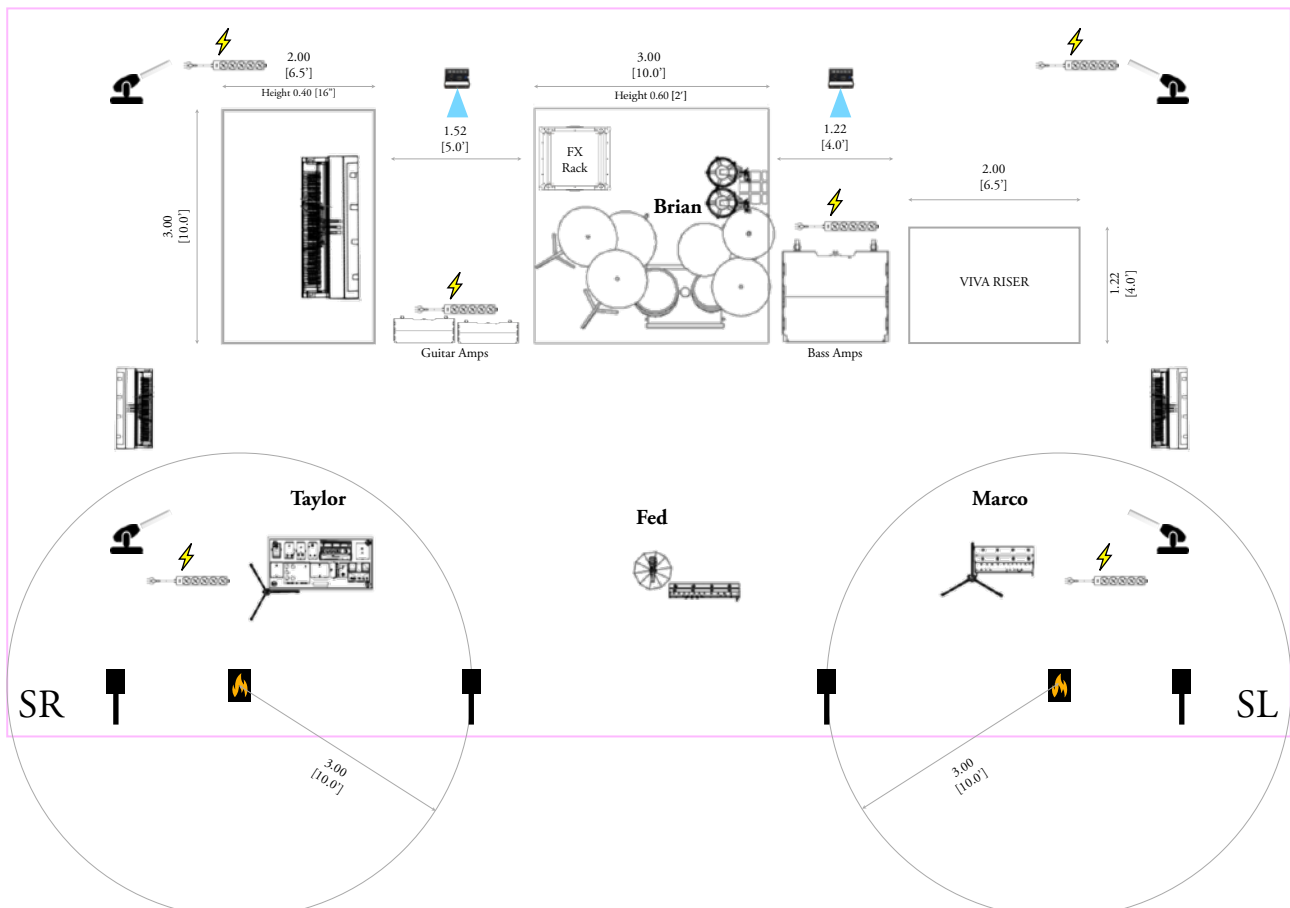 2.00
[6.5’]
Height 0.40 [16"]
3.00
[10.0’]
Height 0.60 [2’]
1.52
[5.0’]
1.22
[4.0’]
2.00
[6.5’]
FX
Rack
Brian
3.00
[10.0’]
VIVA RISER
1.22
[4.0’]
Guitar Amps
Bass Amps
Taylor
Fed
Marco
SR
SL
3.00
[10.0’]
3.00
[10.0’]